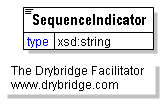 SequenceIndicator
type xsd:string
The Drybridge Facilitator
www.drybridge.com